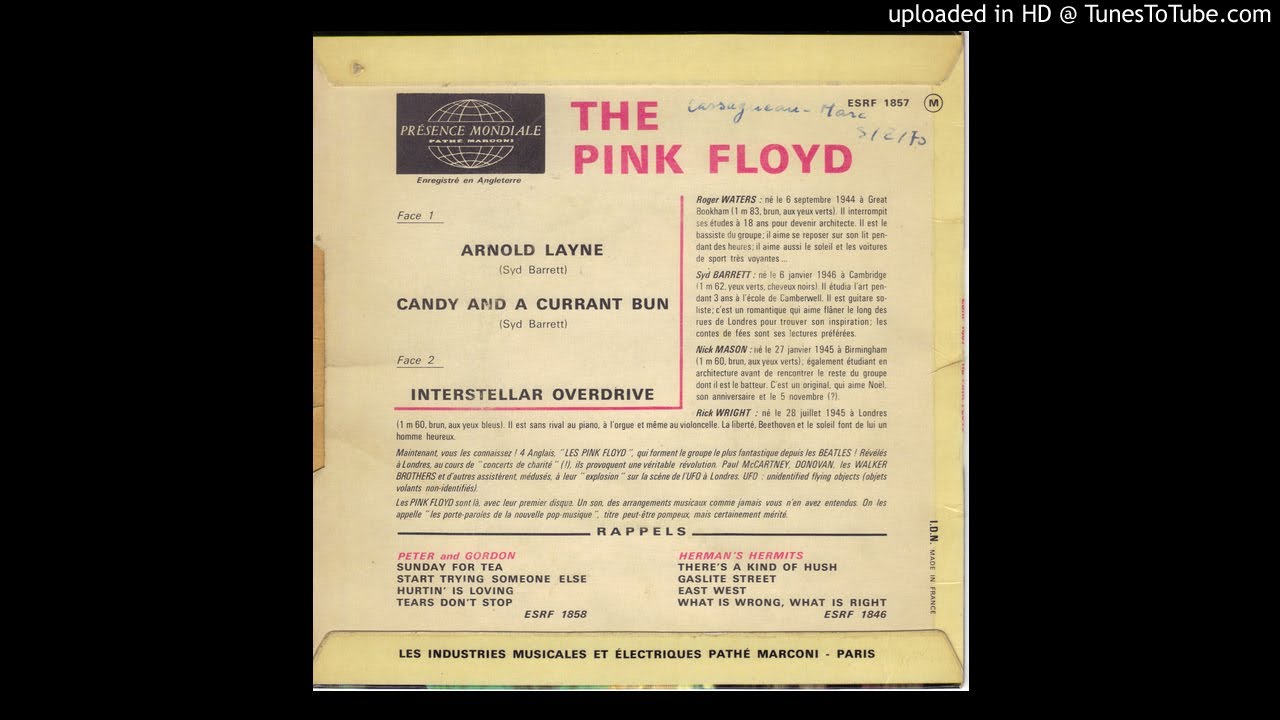 uploaded in HD @ TunesToTube.com
PRÉSENCE MONDIALE
PATHÉ MARCONI
Enregistré en Angleterre
THE
PINK FLOYD
ESRF 1857 M
Marc
Face 1
ARNOLD LAYNE
(Syd Barrett)
CANDY AND A CURRANT BUN
(Syd Barrett)
Face 2
INTERSTELLAR OVERDRIVE
Roger WATERS : né le 6 septembre 1944 à Great
Bookham (1 m 83, brun, aux yeux verts). Il interrompit
ses études à 18 ans pour devenir architecte. Il est le
bassiste du groupe; il aime se reposer sur son lit pen-
dant des heures; il aime aussi le soleil et les voitures
de sport très voyantes ...
Syd BARRETT : né le 6 janvier 1946 à Cambridge
(1 m 62, yeux verts, cheveux noirs). Il étudia l'art pen-
dant 3 ans à l'école de Camberwell. Il est guitare so-
liste; c'est un romantique qui aime flâner le long des
rues de Londres pour trouver son inspiration; les
contes de fées sont ses lectures préférées.
Nick MASON : né le 27 janvier 1945 à Birmingham
(1 m 60, brun, aux yeux verts); également étudiant en
architecture avant de rencontrer le reste du groupe
dont il est le batteur. C'est un original, qui aime Noël,
son anniversaire et le 5 novembre (?).
Rick WRIGHT : né le 28 juillet 1945 à Londres
(1 m 60, brun, aux yeux bleus). Il est sans rival au piano, à l'orgue et même au violoncelle. La liberté, Beethoven et le soleil font de lui un
homme heureux.
Maintenant, vous les connaissez ! 4 Anglais, "LES PINK FLOYD", qui forment le groupe le plus fantastique depuis les BEATLES ! Révélés
à Londres, au cours de "concerts de charité" (!), ils provoquent une véritable révolution. Paul McCARTNEY, DONOVAN, les WALKER
BROTHERS et d'autres assistèrent, médusés, à leur "explosion" sur la scène de l'UFO à Londres. UFO : unidentified flying objects (objets
volants non-identifiés).
Les PINK FLOYD sont là, avec leur premier disque. Un son, des arrangements musicaux comme jamais vous n'en avez entendus. On les
appelle "les porte-paroles de la nouvelle pop-musique", titre peut-être pompeux, mais certainement mérité.
RAPPELS
PETER and GORDON
SUNDAY FOR TEA
START TRYING SOMEONE ELSE
HURTIN' IS LOVING
TEARS DON'T STOP
ESRF 1858
HERMAN'S HERMITS
THERE'S A KIND OF HUSH
GASLITE STREET
EAST WEST
WHAT IS WRONG, WHAT IS RIGHT
ESRF 1846
I.D.N. MADE IN FRANCE
LES INDUSTRIES MUSICALES ET ÉLECTRIQUES PATHÉ MARCONI - PARIS